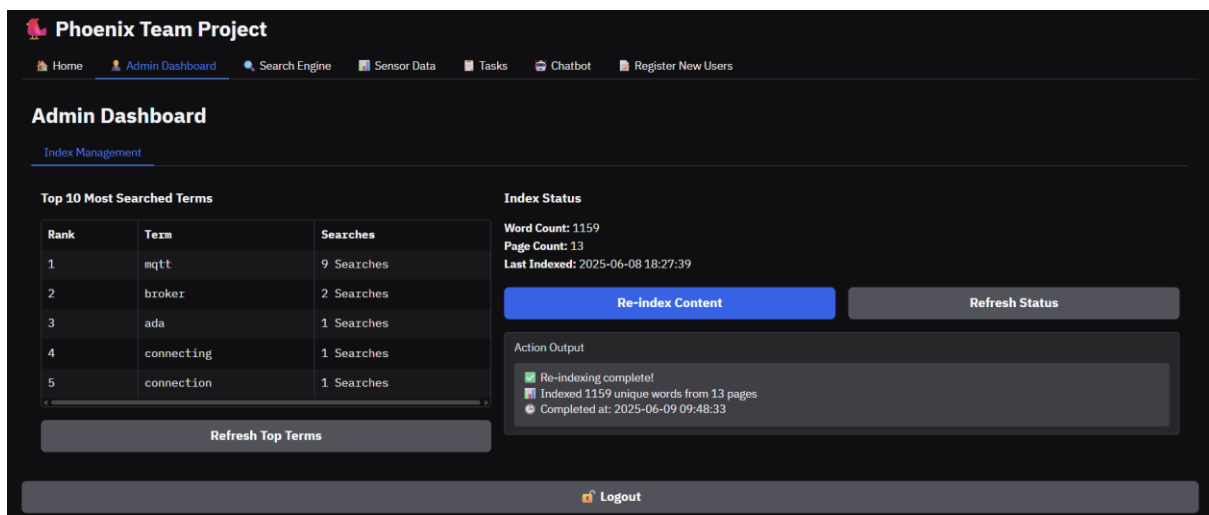 Phoenix Team Project
Home Admin Dashboard Search Engine Sensor Data Tasks Chatbot Register New Users
Admin Dashboard
Index Management
Top 10 Most Searched Terms
Rank Term Searches
1 mqtt 9 Searches
2 broker 2 Searches
3 ada 1 Searches
4 connecting 1 Searches
5 connection 1 Searches
Refresh Top Terms
Index Status
Word Count: 1159
Page Count: 13
Last Indexed: 2025-06-08 18:27:39
Re-Index Content Refresh Status
Action Output
Re-indexing complete!
Indexed 1159 unique words from 13 pages
Completed at: 2025-06-09 09:48:33
Logout